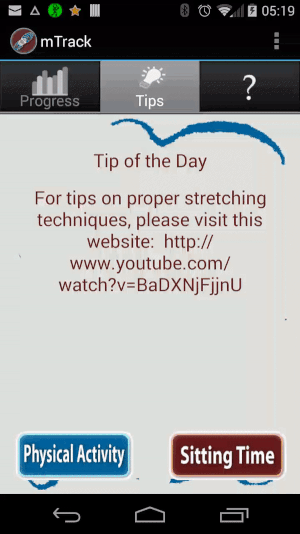 05:19
mTrack
Progress
Tips
?
Tip of the Day
For tips on proper stretching
techniques, please visit this
website: http://
www.youtube.com/
watch?v=BaDXNjFjjnU
Physical Activity
Sitting Time